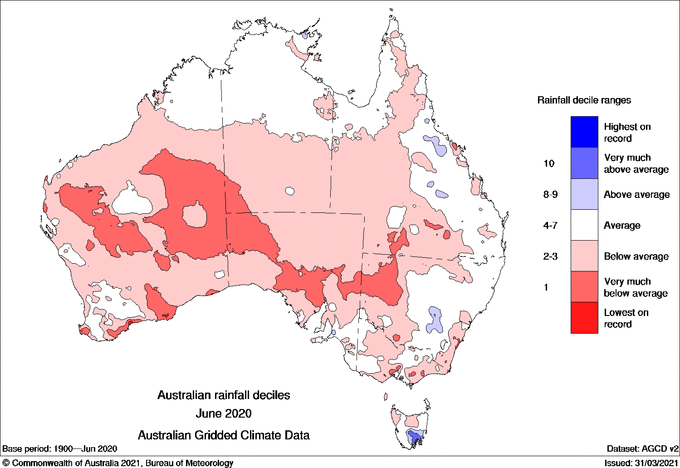 Rainfall decile ranges
Highest on
record
10
Very much
above average
8-9
Above average
4-7
Average
2-3
Below average
1
Very much
below average
Lowest on
record
Australian rainfall deciles
June 2020
Australian Gridded Climate Data
Base period: 1900—Jun 2020
Dataset: AGCD v2
© Commonwealth of Australia 2021, Bureau of Meteorology
Issued: 31/03/2021